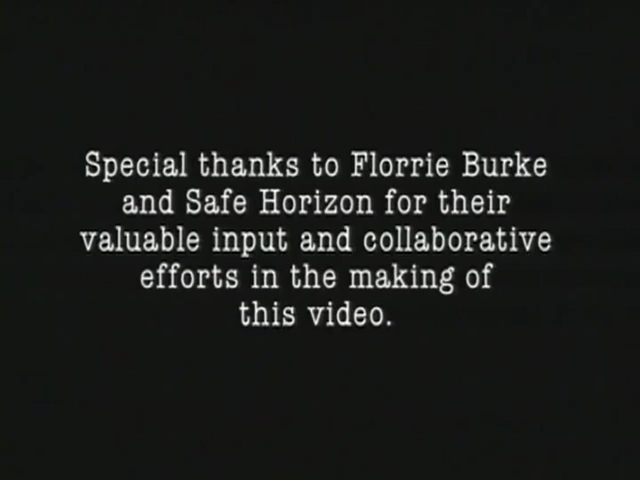 Special thanks to Florrie Burke
and Safe Horizon for their
valuable input and collaborative
efforts in the making of
this video.